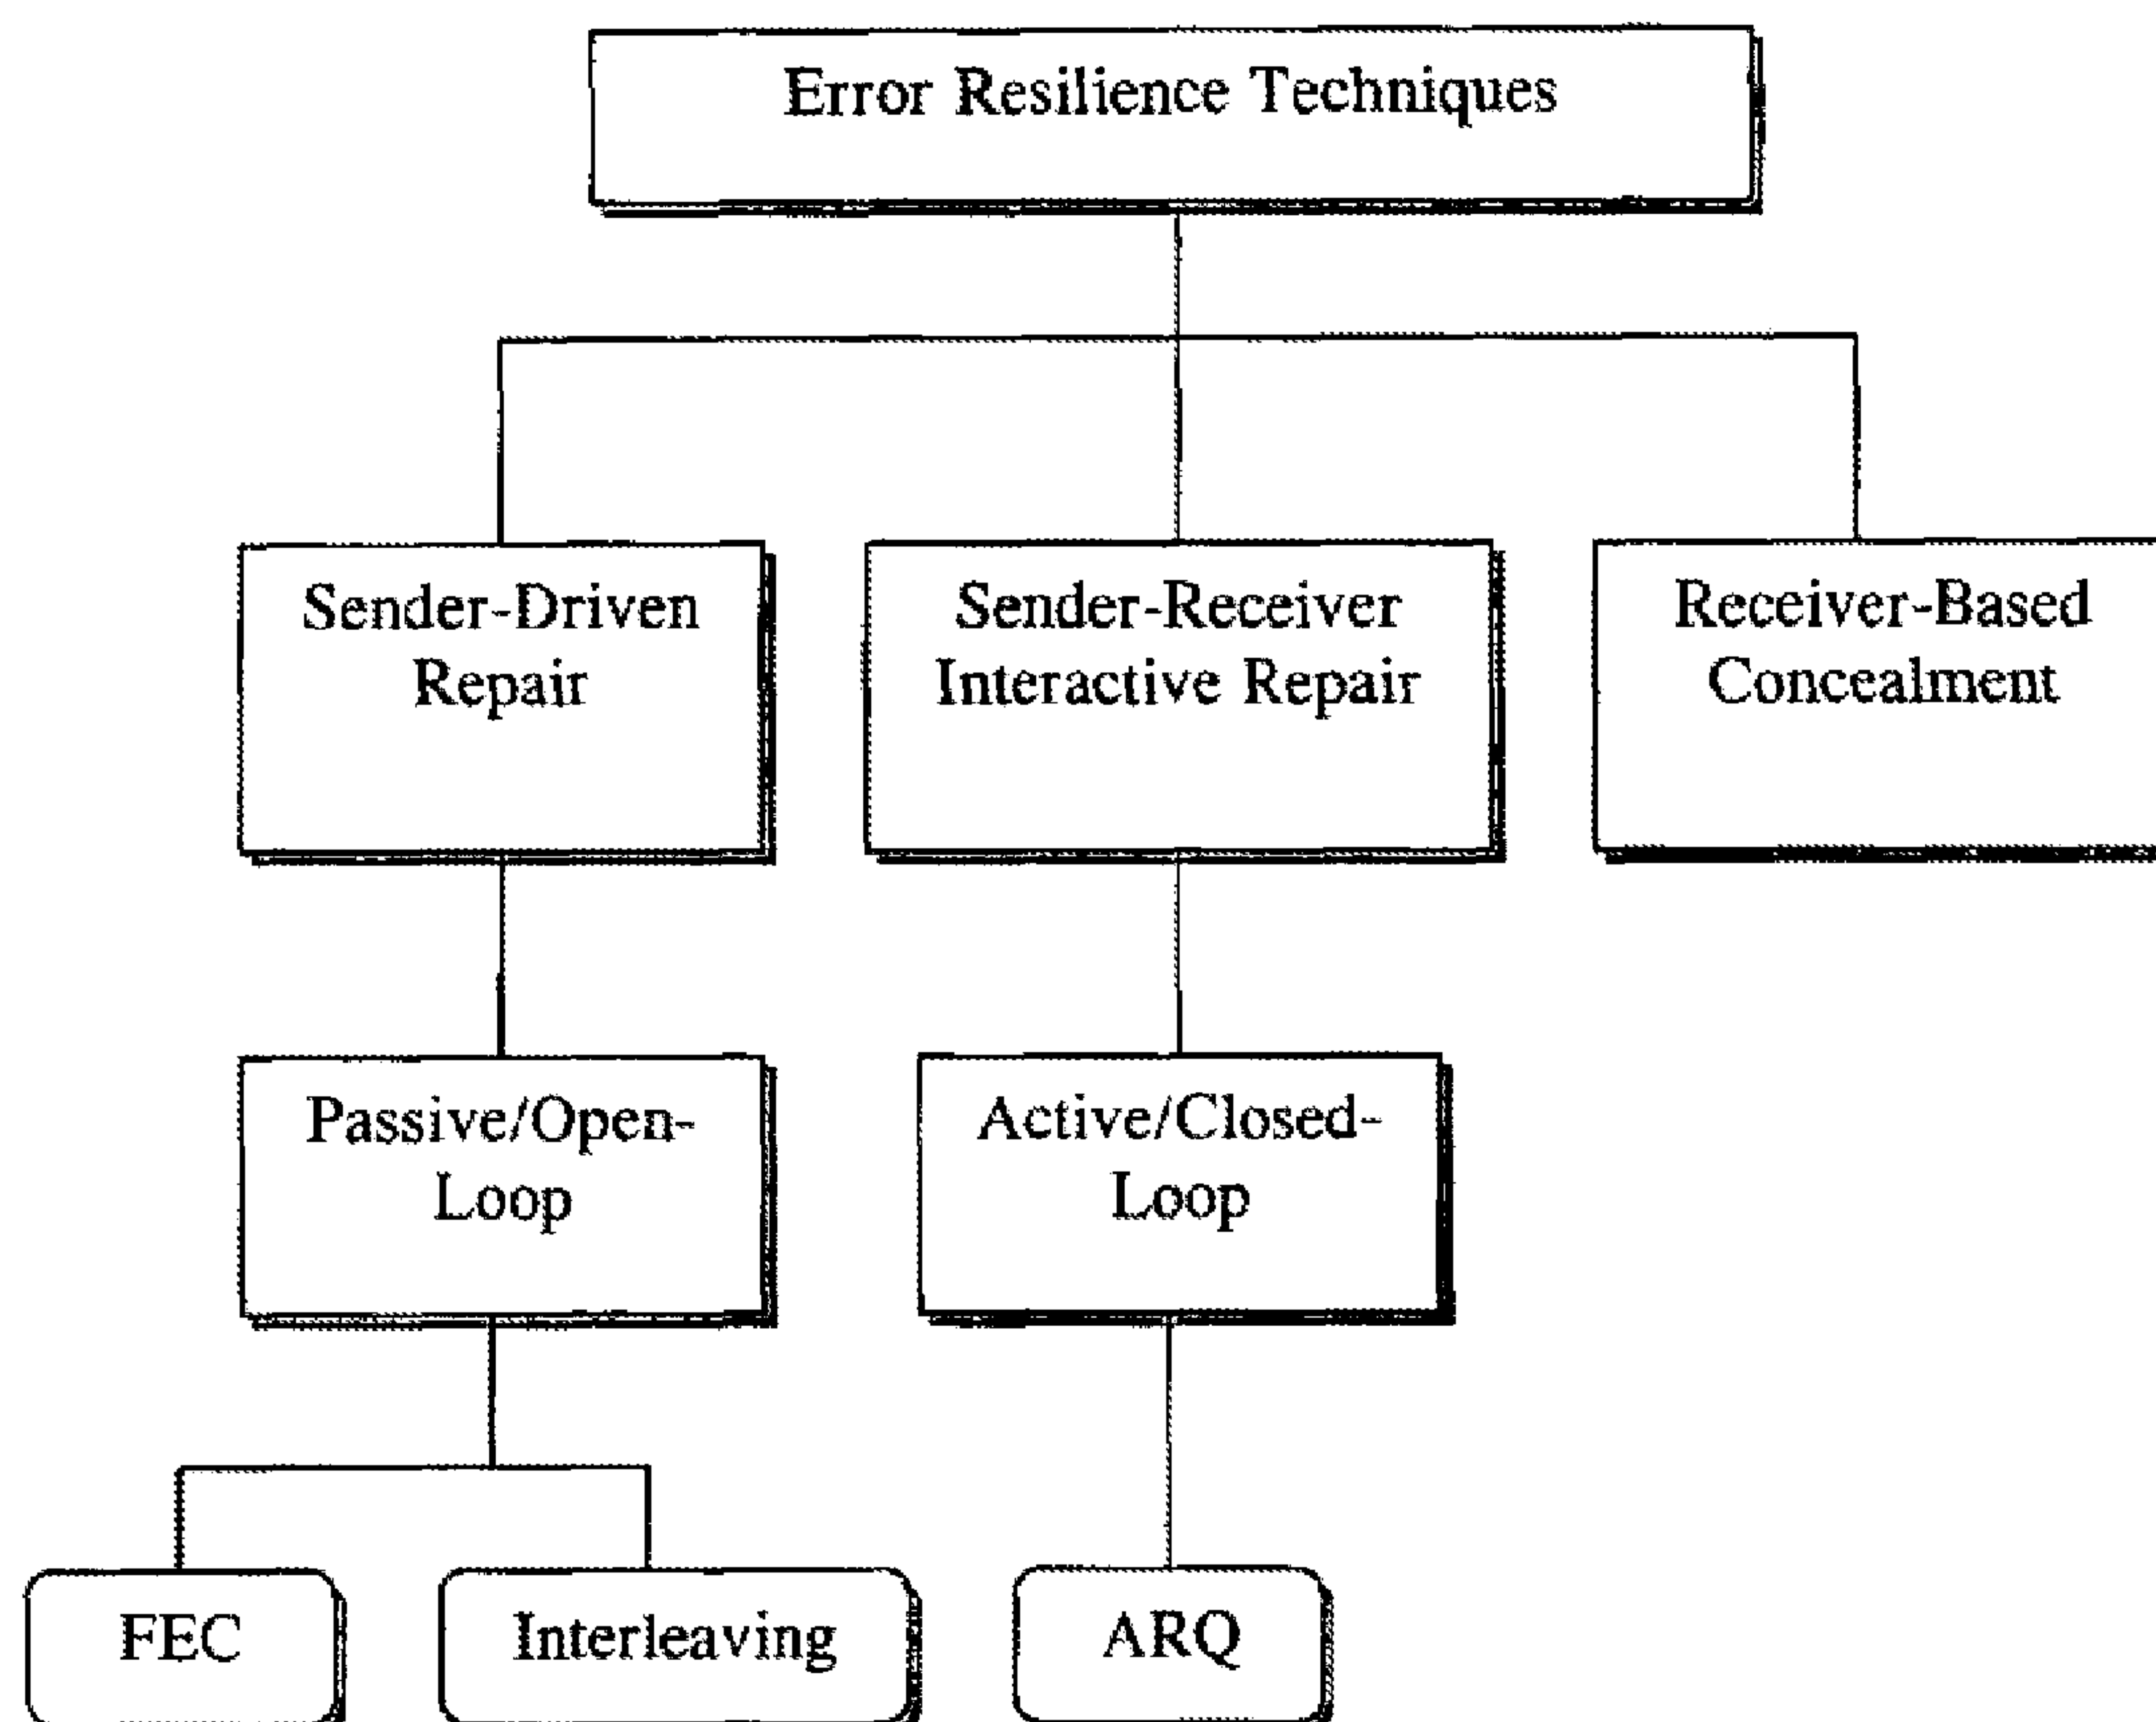 Error Resilience Techniques
Sender-Driven
Repair
Sender-Receiver
Interactive Repair
Receiver-Based
Concealment
Passive/Open-
Loop
Active/Closed-
Loop
FEC
Interleaving
ARQ